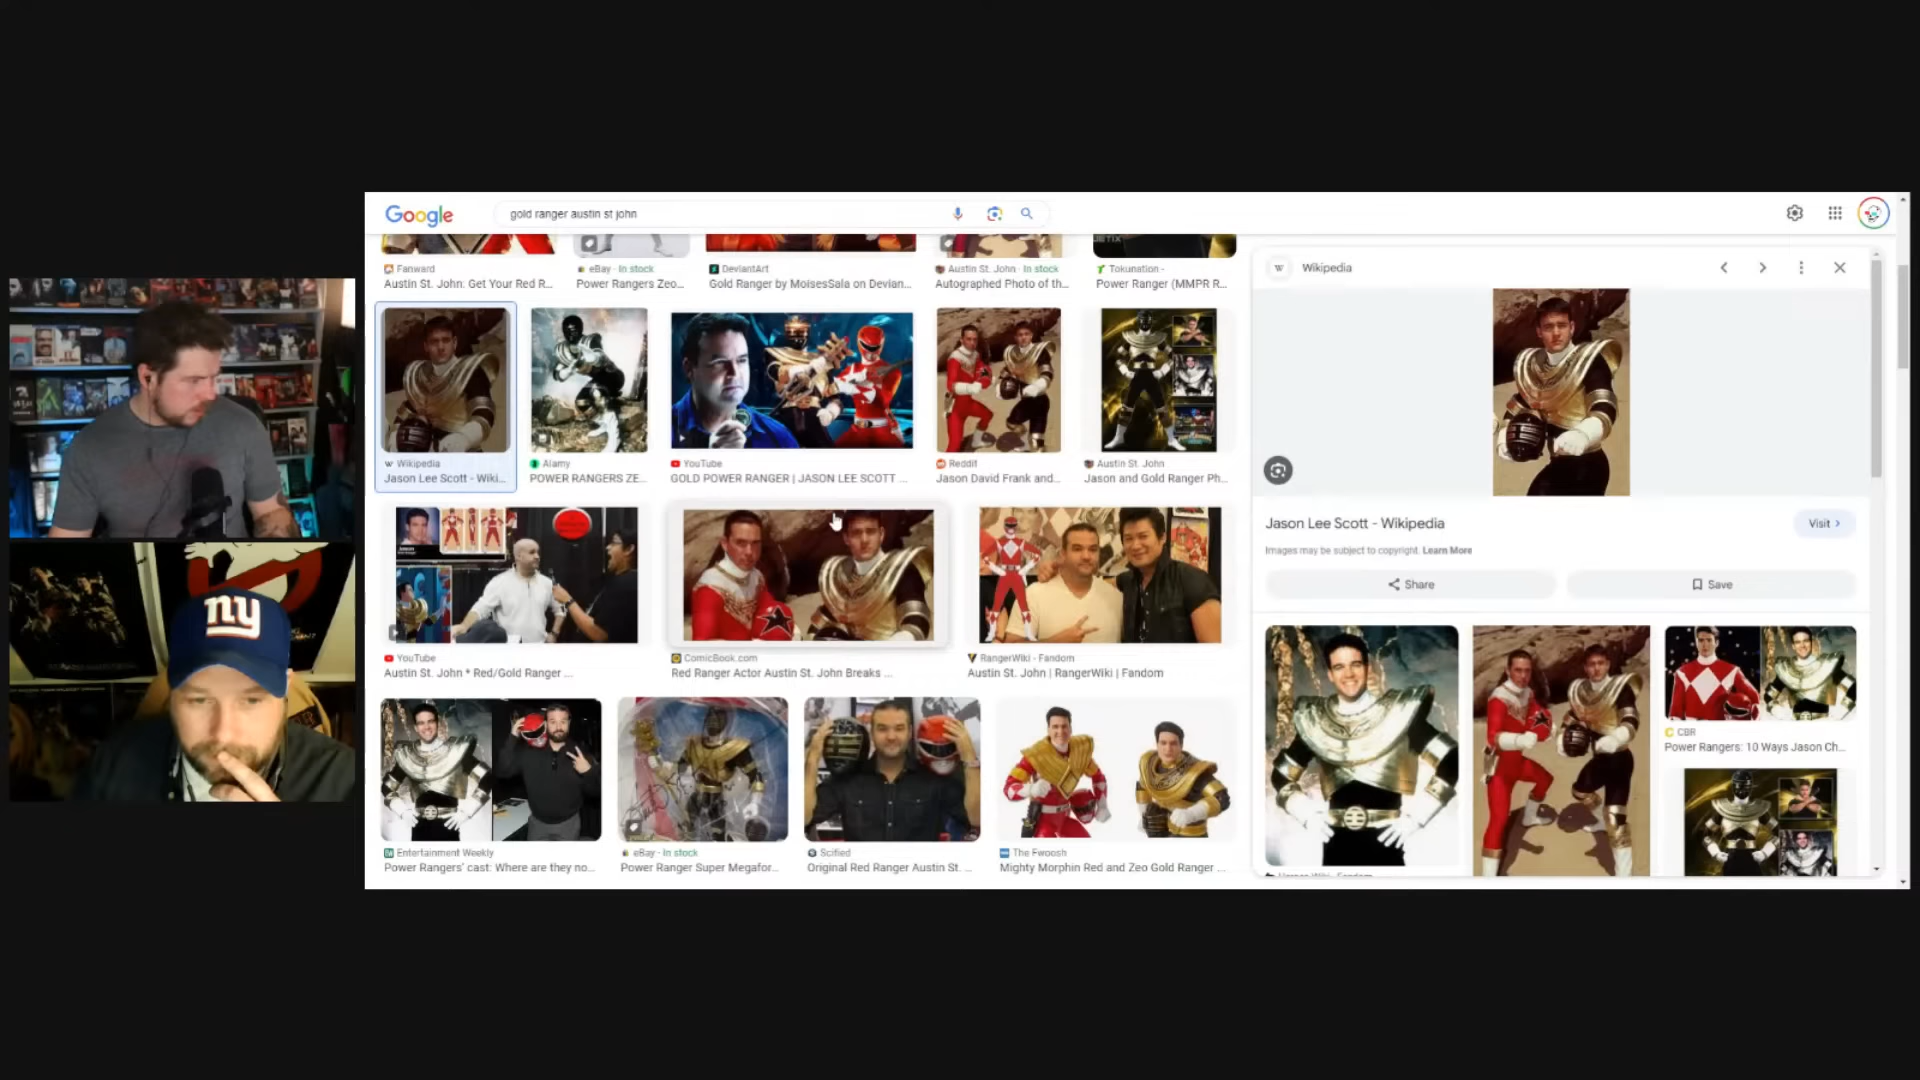 Google
gold ranger austin st john
Fanward
Austin St. John: Get Your Red R...
eBay · In stock
Power Rangers Zeo...
DeviantArt
Gold Ranger by MoisesSala on Devian...
Austin St. John · In stock
Autographed Photo of th...
JETIX
Tokunation -
Power Ranger (MMPR R...
W Wikipedia
Jason Lee Scott - Wiki...
Alamy
POWER RANGERS ZE...
YouTube
GOLD POWER RANGER | JASON LEE SCOTT ...
Reddit
Jason David Frank and...
Austin St. John
Jason and Gold Ranger Ph...
YouTube
Austin St. John * Red/Gold Ranger ...
ComicBook.com
Red Ranger Actor Austin St. John Breaks ...
RangerWiki - Fandom
Austin St. John | RangerWiki | Fandom
Entertainment Weekly
Power Rangers' cast: Where are they no...
eBay · In stock
Power Ranger Super Megafor...
Scified
Original Red Ranger Austin St. ...
The Fwoosh
Mighty Morphin Red and Zeo Gold Ranger ...
W Wikipedia
Jason Lee Scott - Wikipedia
Visit
Images may be subject to copyright. Learn More
Share
Save
CBR
Power Rangers: 10 Ways Jason Ch...
ny